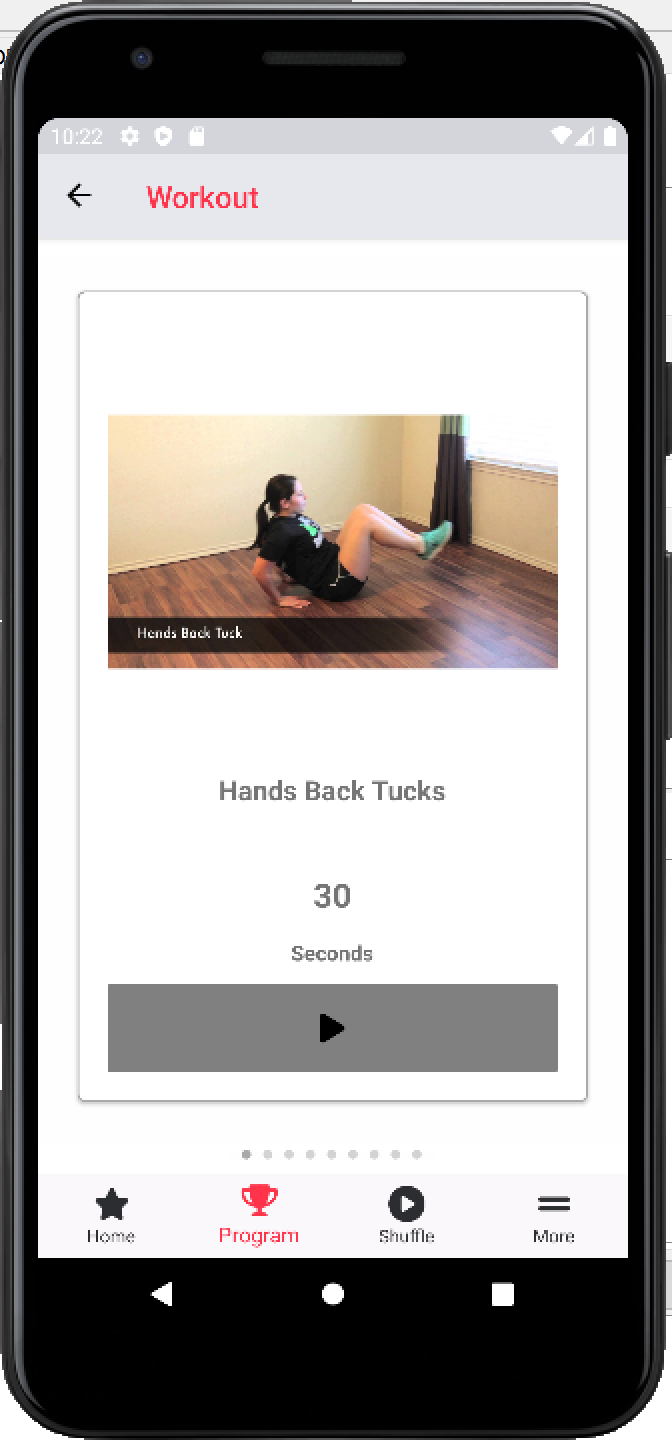 10:22
Workout
Hands Back Tuck
Hands Back Tucks
30
Seconds
Home
Program
Shuffle
More